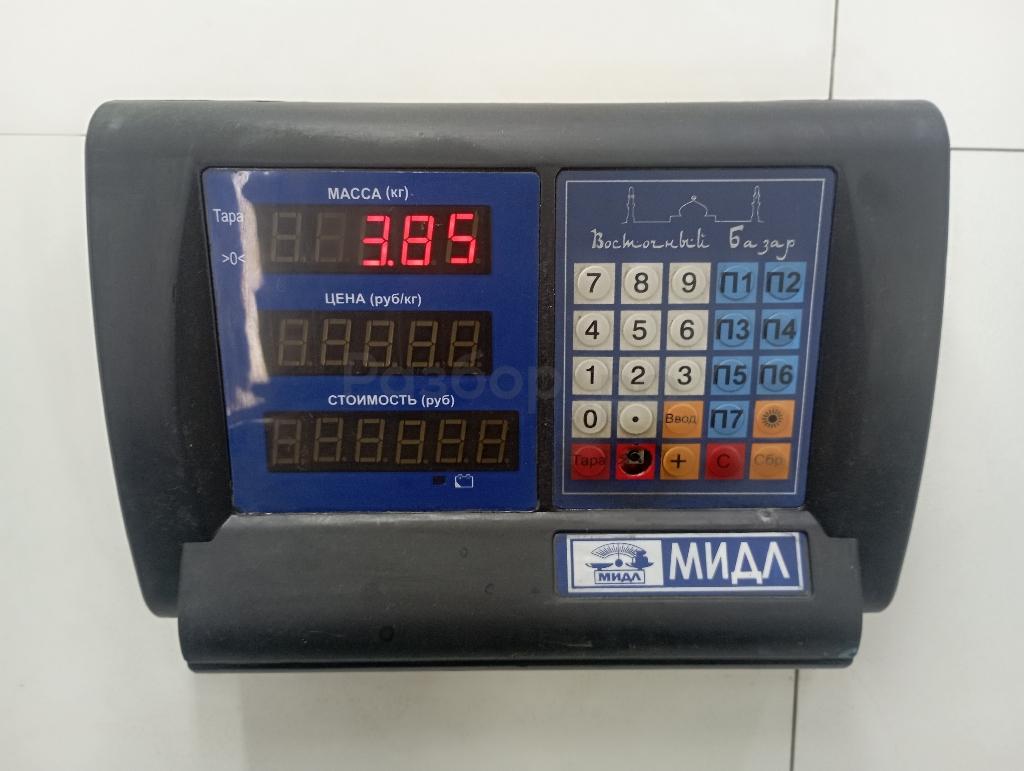 МАССА (кг)
Тара
3.85
>0<
ЦЕНА (руб/кг)
СТОИМОСТЬ (руб)
Восточный Базар
7 8 9 П1 П2
4 5 6 П3 П4
1 2 3 П5 П6
0 . Ввод П7
Тара + С Сбр
МИДЛ
МИДЛ
Разбор